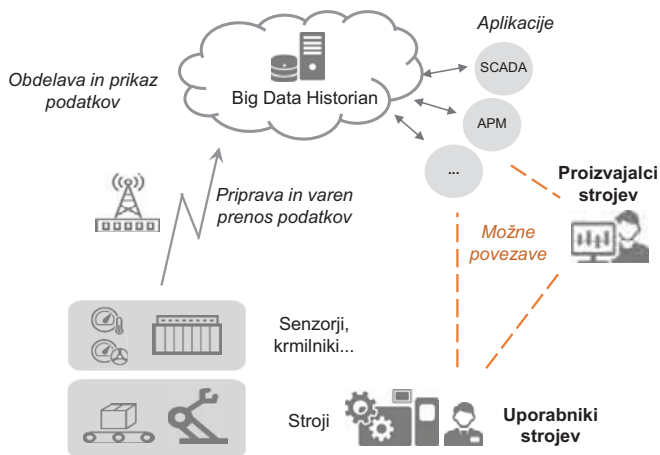 Aplikacije
SCADA
Obdelava in prikaz
podatkov
Big Data Historian
APM
...
Proizvajalci
strojev
Priprava in varen
prenos podatkov
Možne
povezave
Senzorji,
krmilniki...
Stroji
Uporabniki
strojev